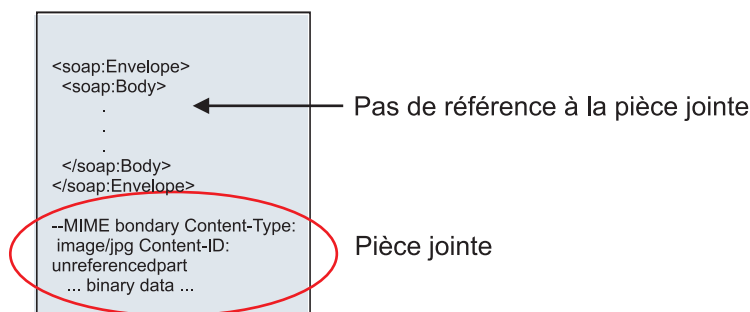 <soap:Envelope>
<soap:Body>
.
.
.
</soap:Body>
</soap:Envelope>
Pas de référence à la pièce jointe
--MIME bondary Content-Type:
image/jpg Content-ID:
unreferencedpart
... binary data ...
Pièce jointe